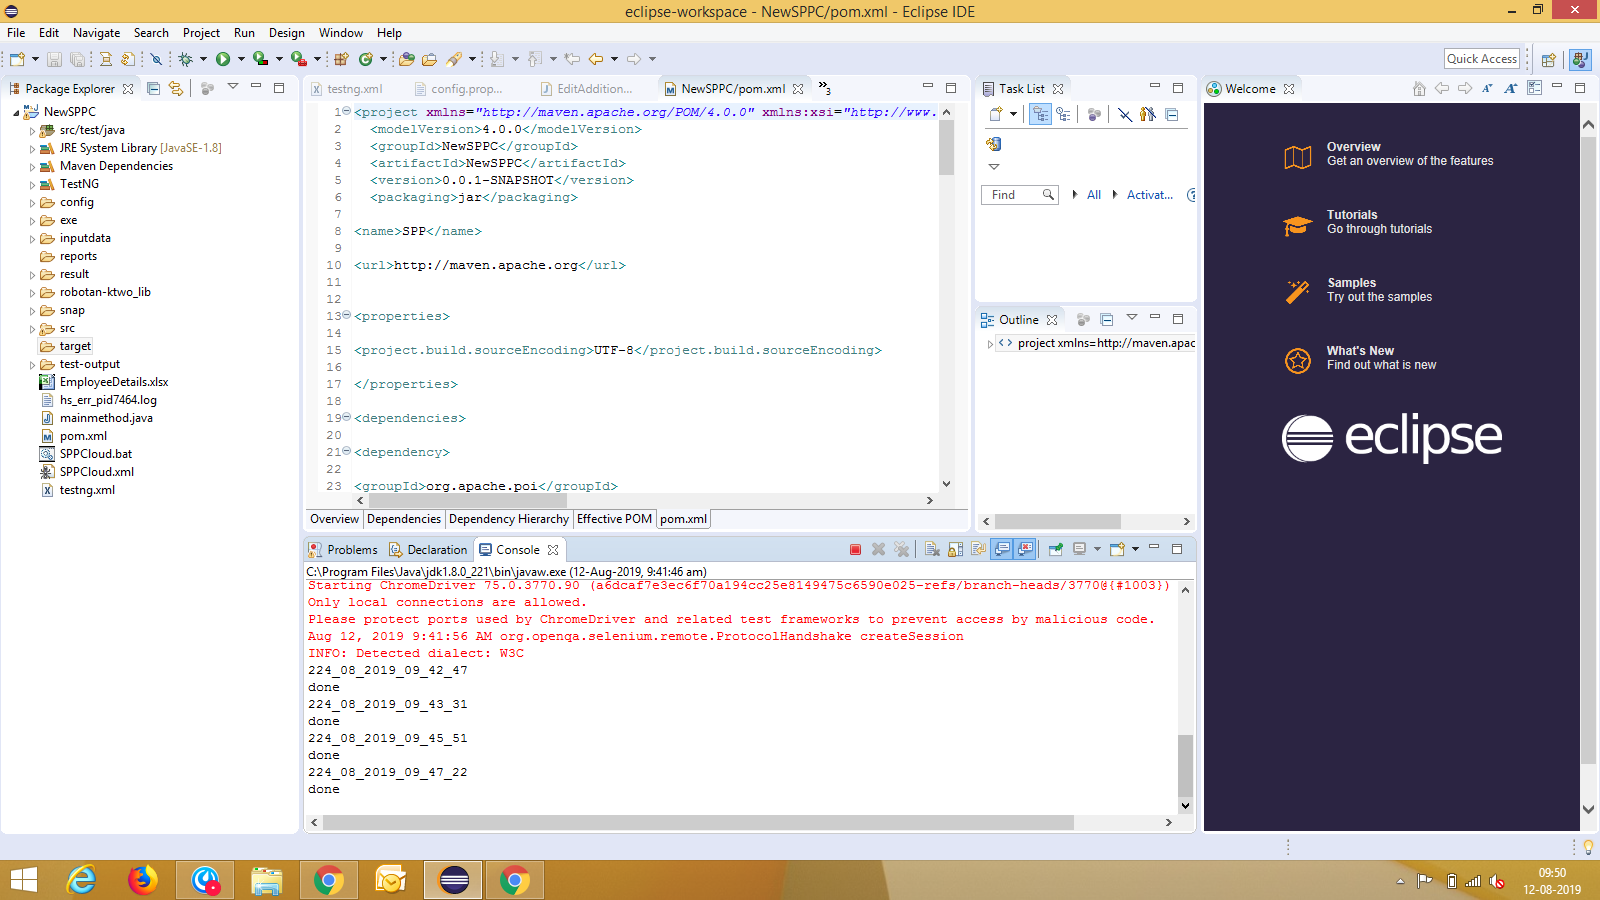 eclipse-workspace - NewSPPC/pom.xml - Eclipse IDE
File Edit Navigate Search Project Run Design Window Help
Quick Access
Package Explorer
NewSPPC
src/test/java
JRE System Library [JavaSE-1.8]
Maven Dependencies
TestNG
config
exe
inputdata
reports
result
robotan-ktwo_lib
snap
src
target
test-output
EmployeeDetails.xlsx
hs_err_pid7464.log
mainmethod.java
pom.xml
SPPCloud.bat
SPPCloud.xml
testng.xml
testng.xml config.prop... EditAddition... NewSPPC/pom.xml »3
1 <project xmlns="http://maven.apache.org/POM/4.0.0" xmlns:xsi="http://www.
2 <modelVersion>4.0.0</modelVersion>
3 <groupId>NewSPPC</groupId>
4 <artifactId>NewSPPC</artifactId>
5 <version>0.0.1-SNAPSHOT</version>
6 <packaging>jar</packaging>
7
8 <name>SPP</name>
9
10 <url>http://maven.apache.org</url>
11
12
13 <properties>
14
15 <project.build.sourceEncoding>UTF-8</project.build.sourceEncoding>
16
17 </properties>
18
19 <dependencies>
20
21 <dependency>
22
23 <groupId>org.apache.poi</groupId>
Overview Dependencies Dependency Hierarchy Effective POM pom.xml
Task List
Find All Activat...
Outline
<> project xmlns=http://maven.apac
Welcome
Overview
Get an overview of the features
Tutorials
Go through tutorials
Samples
Try out the samples
What's New
Find out what is new
eclipse
Problems Declaration Console
C:\Program Files\Java\jdk1.8.0_221\bin\javaw.exe (12-Aug-2019, 9:41:46 am)
Starting ChromeDriver 75.0.3770.90 (a6dcaf7e3ec6f70a194cc25e8149475c6590e025-refs/branch-heads/3770@{#1003})
Only local connections are allowed.
Please protect ports used by ChromeDriver and related test frameworks to prevent access by malicious code.
Aug 12, 2019 9:41:56 AM org.openqa.selenium.remote.ProtocolHandshake createSession
INFO: Detected dialect: W3C
224_08_2019_09_42_47
done
224_08_2019_09_43_31
done
224_08_2019_09_45_51
done
224_08_2019_09_47_22
done
09:50
12-08-2019